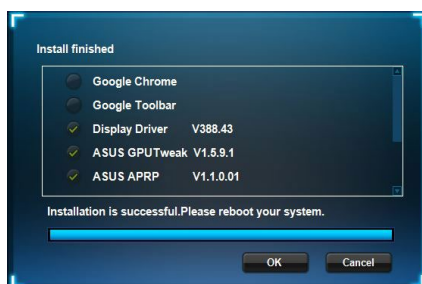 Install finished
Google Chrome
Google Toolbar
Display Driver V388.43
ASUS GPUTweak V1.5.9.1
ASUS APRP V1.1.0.01
Installation is successful.Please reboot your system.
OK Cancel